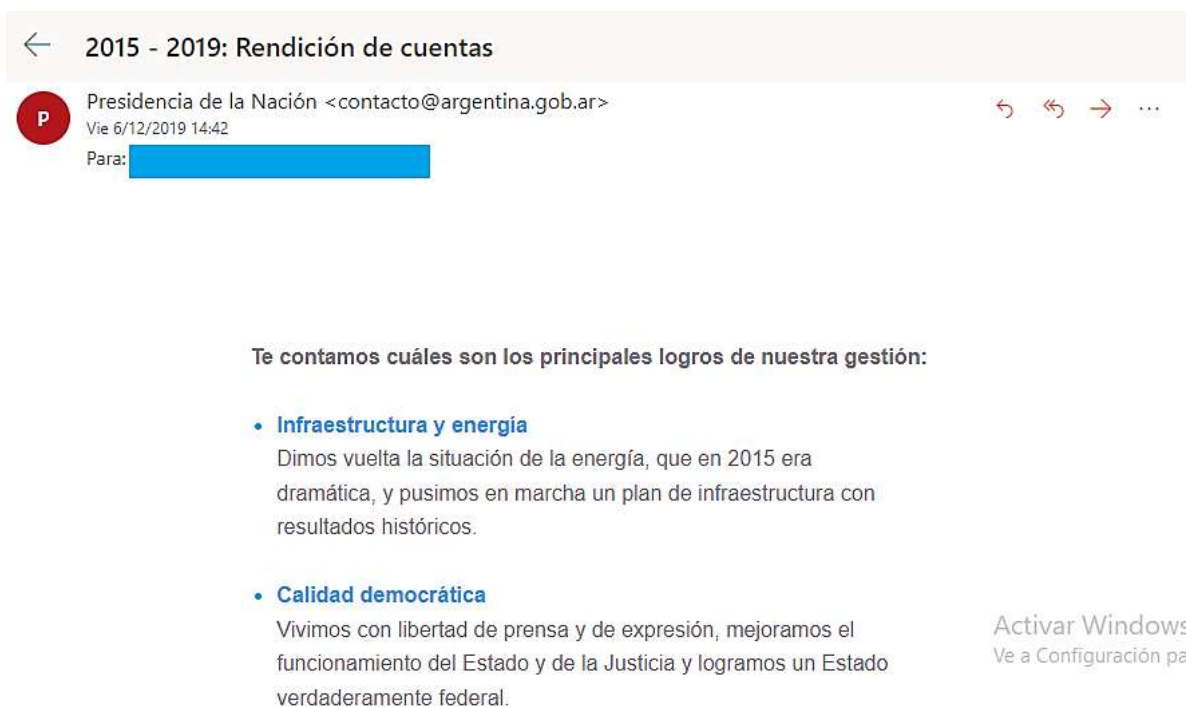 2015 - 2019: Rendición de cuentas
P
Presidencia de la Nación <contacto@argentina.gob.ar>
Vie 6/12/2019 14:42
Para:
Te contamos cuáles son los principales logros de nuestra gestión:
• Infraestructura y energía
Dimos vuelta la situación de la energía, que en 2015 era
dramática, y pusimos en marcha un plan de infraestructura con
resultados históricos.
• Calidad democrática
Vivimos con libertad de prensa y de expresión, mejoramos el
funcionamiento del Estado y de la Justicia y logramos un Estado
verdaderamente federal.
Activar Windows
Ve a Configuración pa